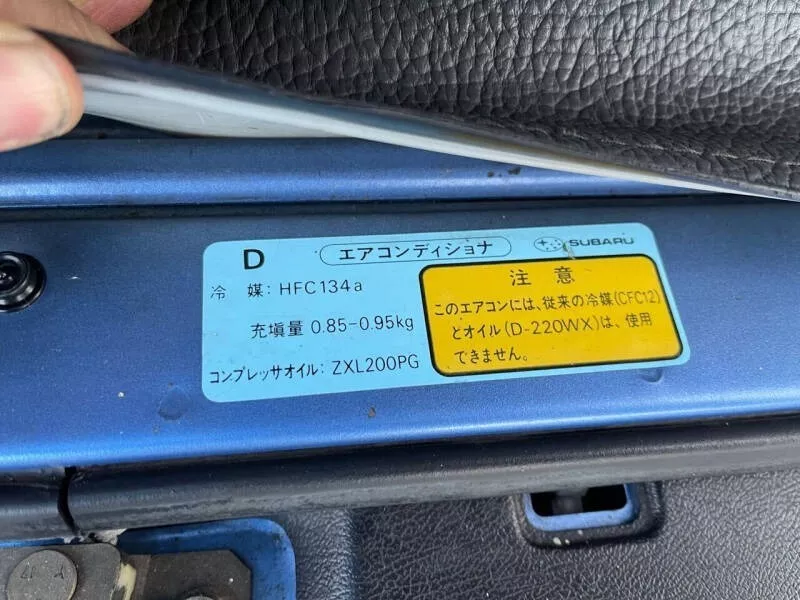 D
エアコンディショナ
SUBARU
冷 媒: HFC134a
充塡量 0.85-0.95kg
コンプレッサオイル: ZXL200PG
注 意
このエアコンには、従来の冷媒(CFC12)
とオイル(D-220WX)は、使用
できません。